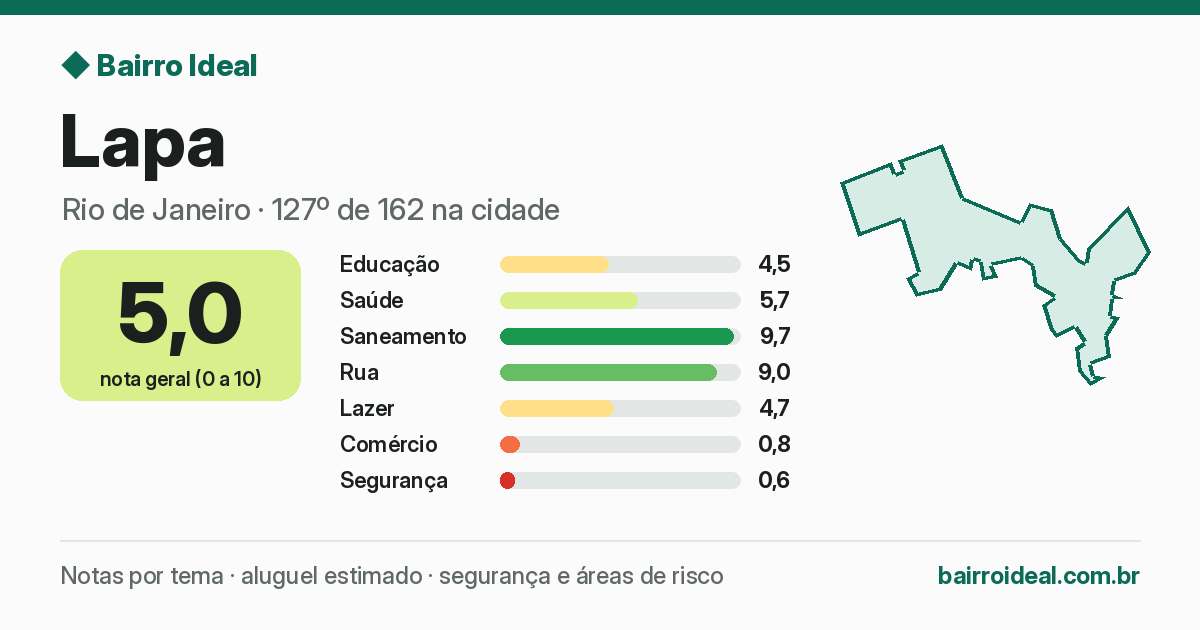 Bairro Ideal
Lapa
Rio de Janeiro · 127º de 162 na cidade
5,0
nota geral (0 a 10)
Educação 4,5
Saúde 5,7
Saneamento 9,7
Rua 9,0
Lazer 4,7
Comércio 0,8
Segurança 0,6
Notas por tema · aluguel estimado · segurança e áreas de risco
bairroideal.com.br